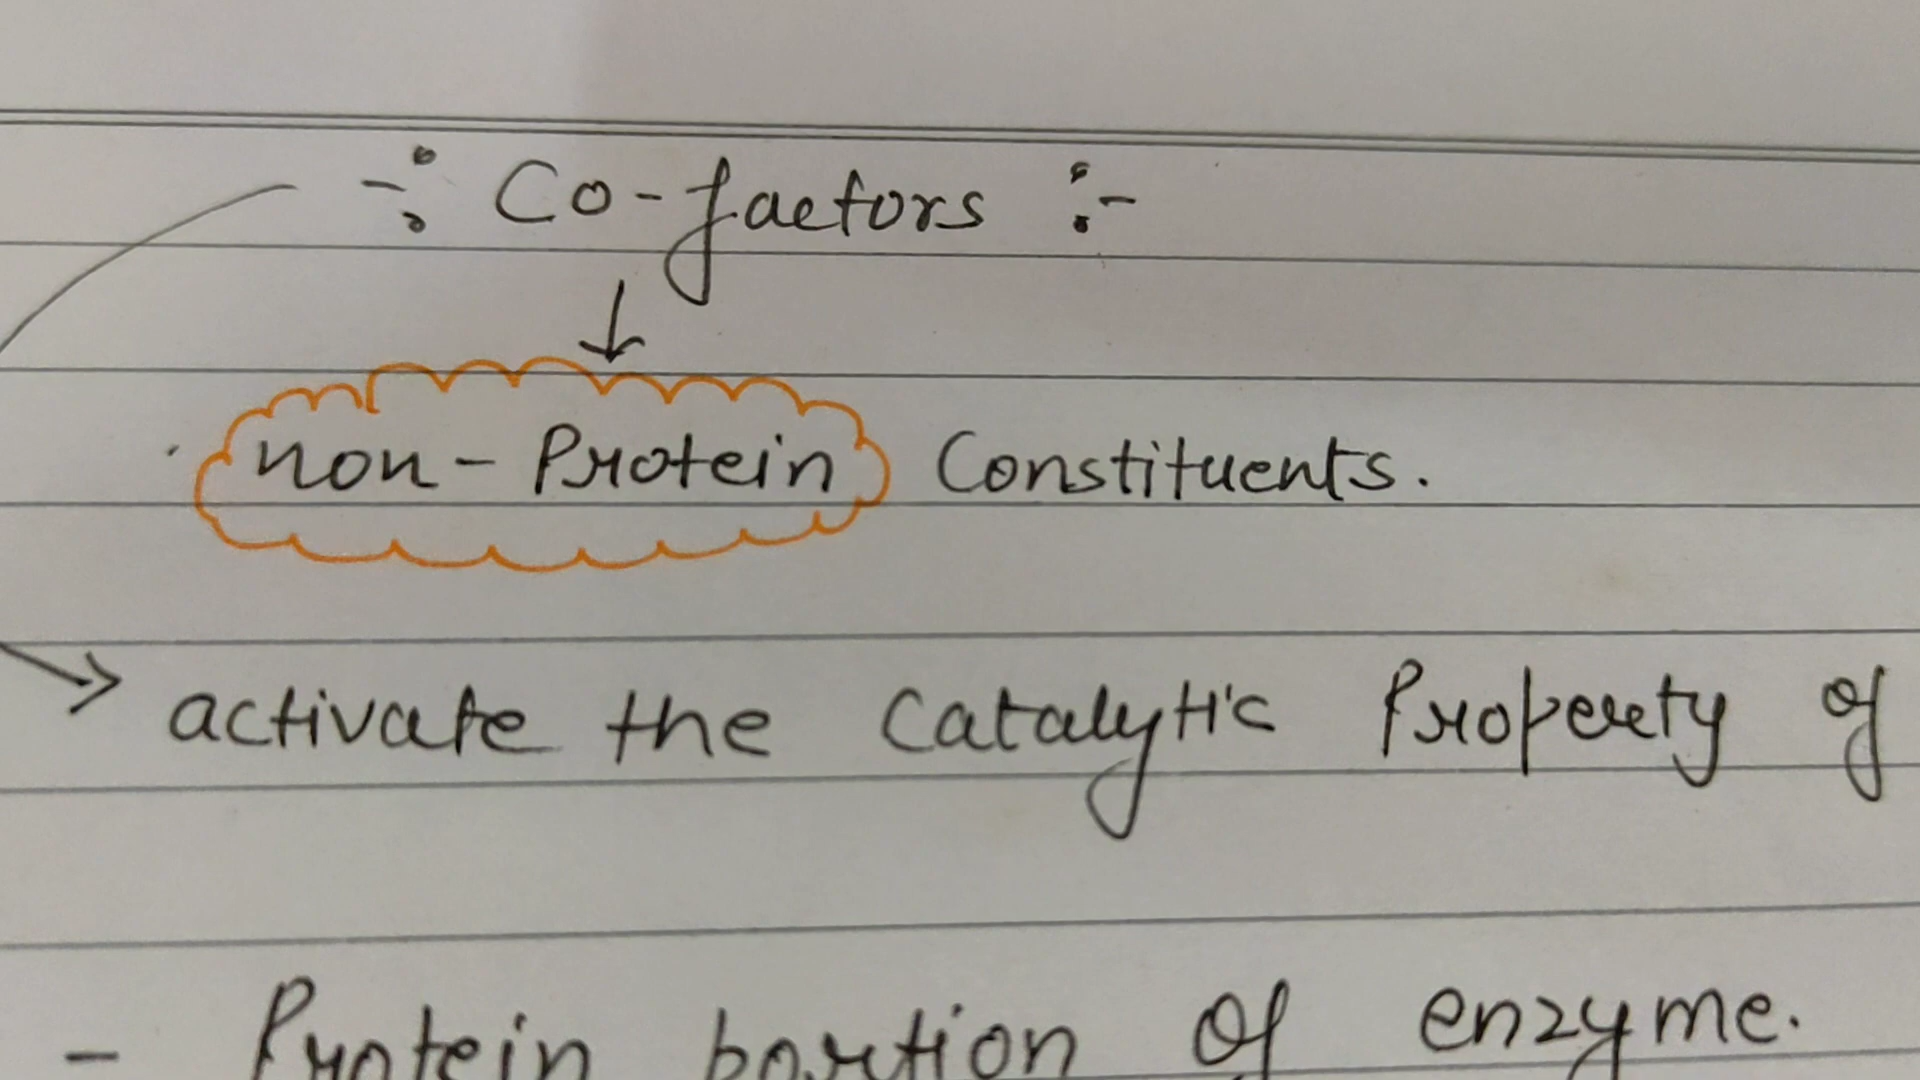 -: Co-factors :-
↓
non-Protein Constituents.
→ activate the Catalytic Property of
- Protein portion of enzyme.